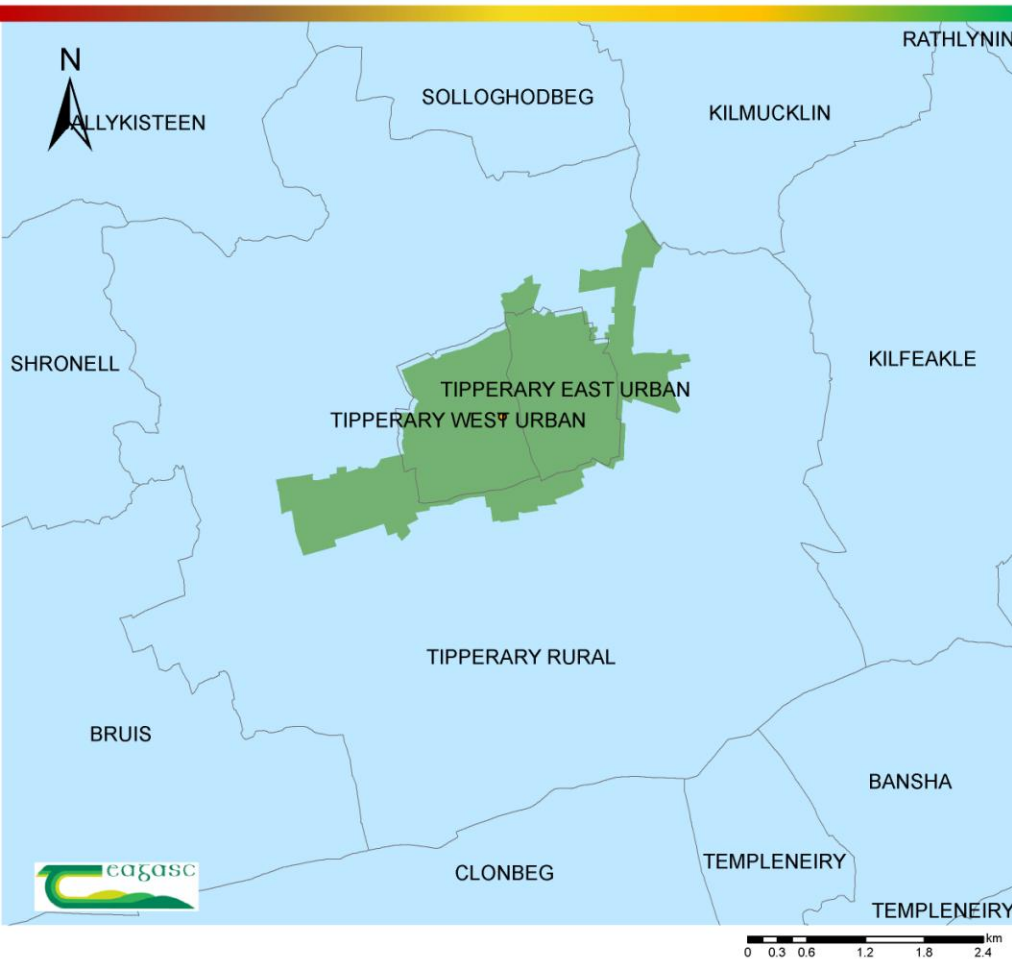 RATHLYNIN
N
SOLLOGHODBEG
KILMUCKLIN
ALLYKISTEEN
SHRONELL
KILFEAKLE
TIPPERARY EAST URBAN
TIPPERARY WEST URBAN
TIPPERARY RURAL
BRUIS
BANSHA
TEMPLENEIRY
CLONBEG
eagasc
TEMPLENEIRY
km
0 0.3 0.6 1.2 1.8 2.4